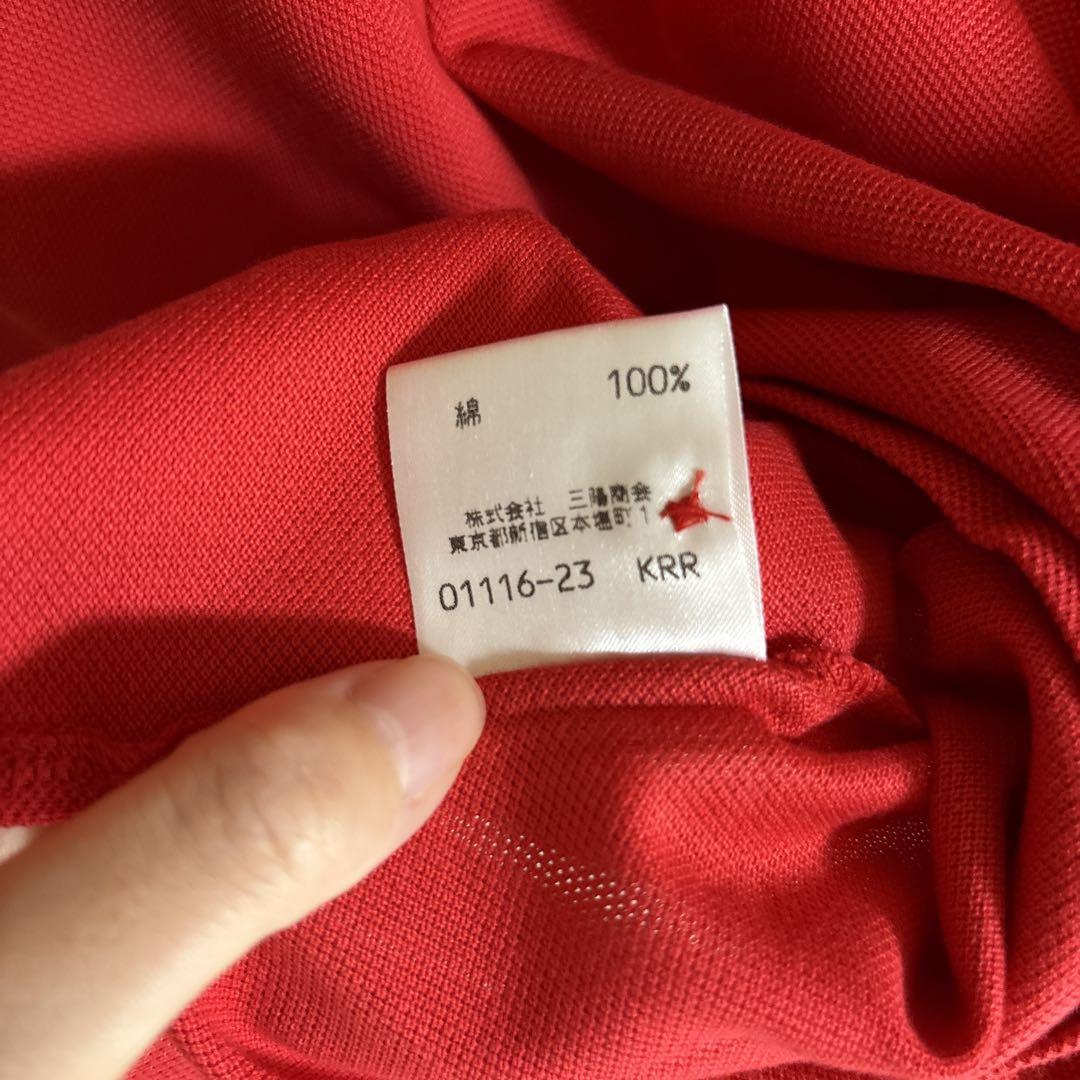 綿 100%
株式会社 三陽商会
東京都新宿区本塩町1
01116-23 KRR